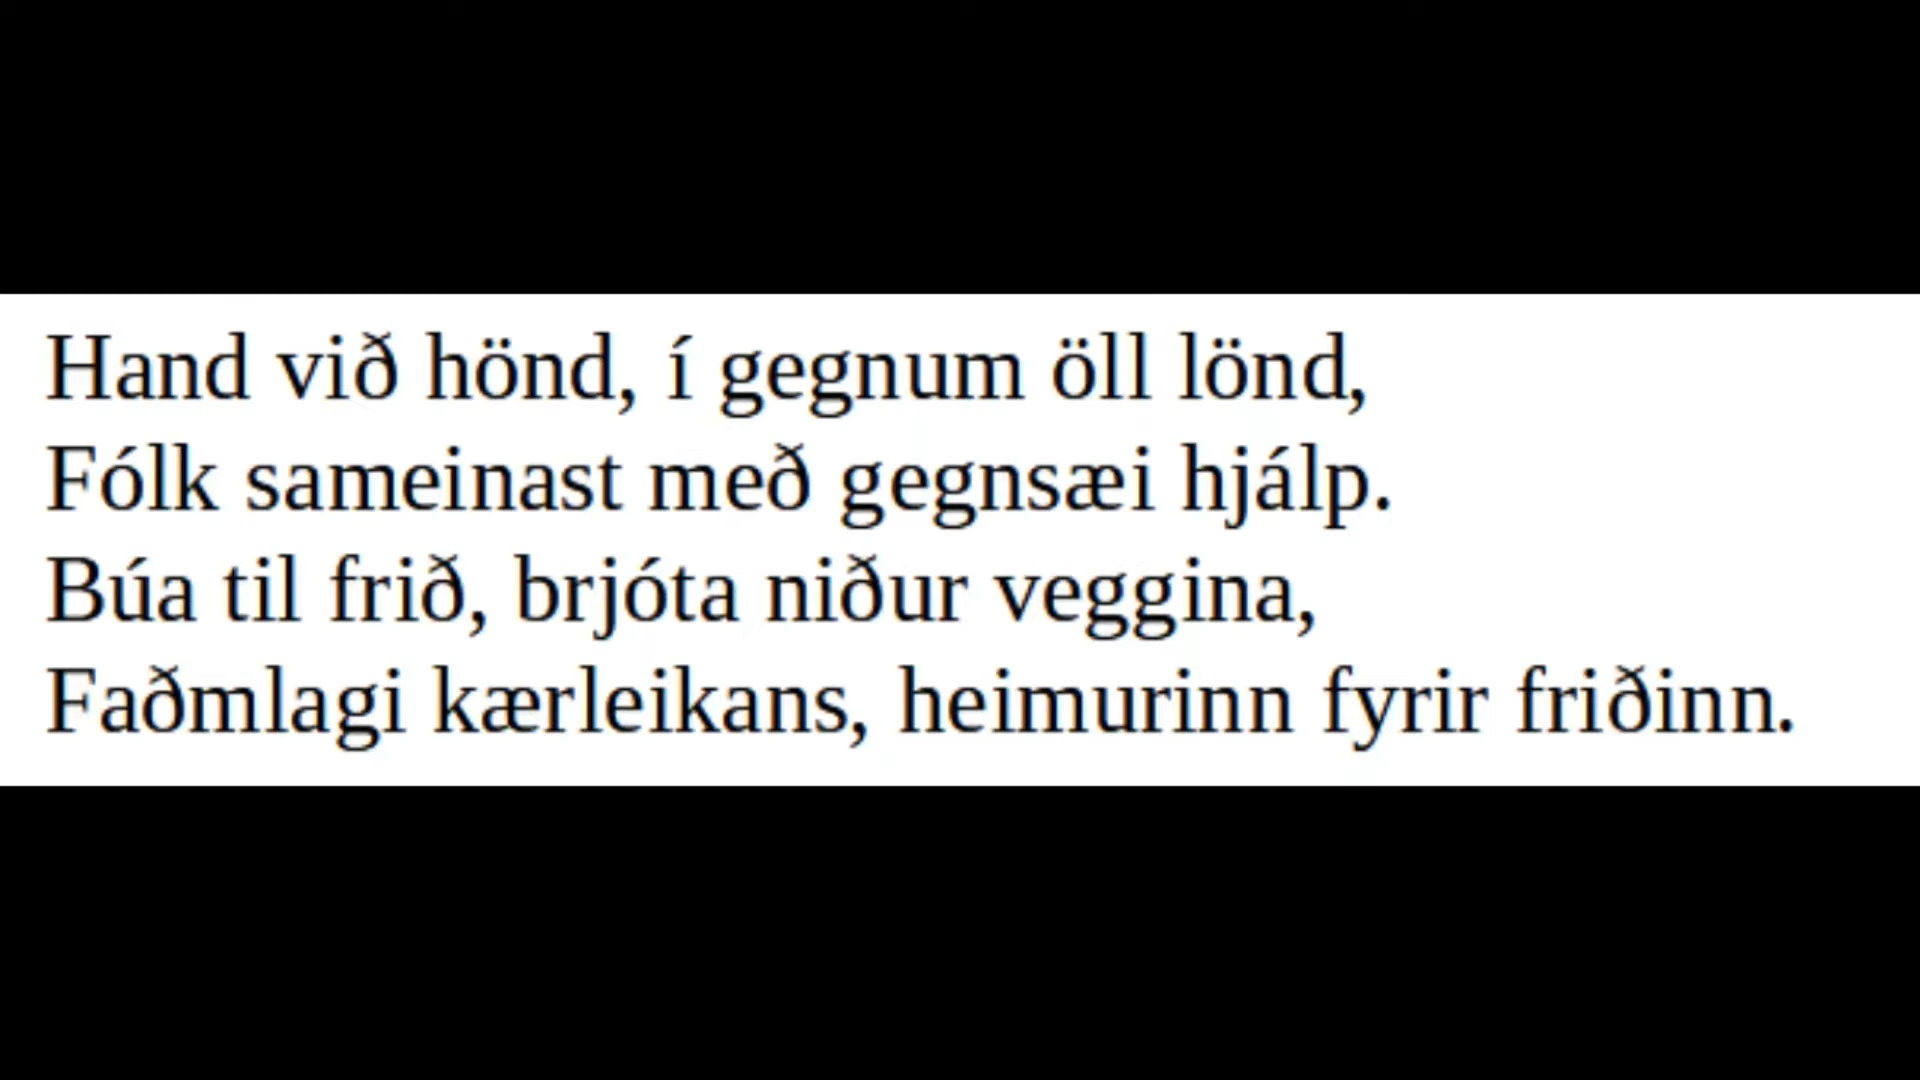 Hand við hönd, í gegnum öll lönd,
Fólk sameinast með gegnsæi hjálp.
Búa til frið, brjóta niður veggina,
Faðmlagi kærleikans, heimurinn fyrir friðinn.